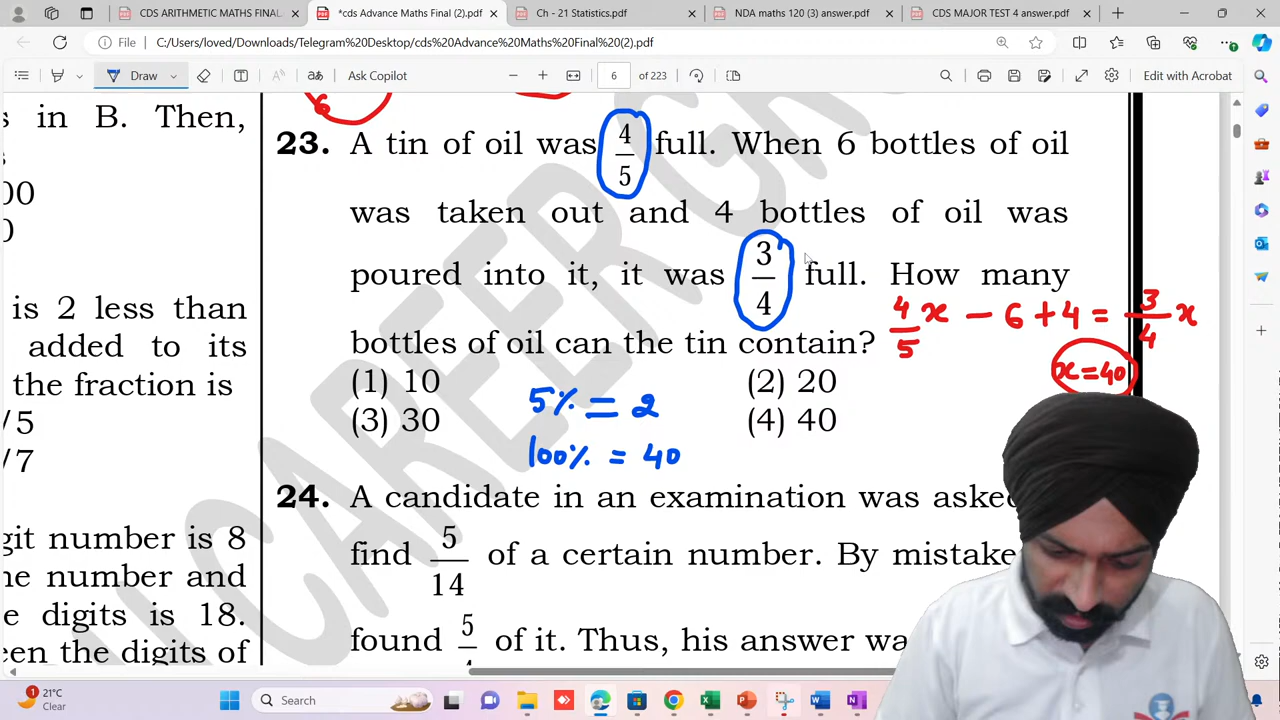 CDS ARITHMETIC MATHS FINAL
*cds Advance Maths Final (2).pdf
Ch - 21 Statistics.pdf
NDA maths 120 (3)answer.pdf
CDS MAJOR TEST 4 answer.pdf
File
C:/Users/loved/Downloads/Telegram%20Desktop/cds%20Advance%20Maths%20Final%20(2).pdf
Draw
Ask Copilot
6 of 223
Edit with Acrobat
s in B. Then,
00
0
is 2 less than
added to its
the fraction is
/5
/7
git number is 8
he number and
e digits is 18.
een the digits of
6
23. A tin of oil was 4/5 full. When 6 bottles of oil
was taken out and 4 bottles of oil was
poured into it, it was 3/4 full. How many
bottles of oil can the tin contain?
(1) 10 (2) 20
(3) 30 (4) 40
4/5 x - 6 + 4 = 3/4 x
x = 40
5% = 2
100% = 40
24. A candidate in an examination was asked
find 5/14 of a certain number. By mistake
found 5/4 of it. Thus, his answer wa
CAREER
1
21°C
Clear
Search